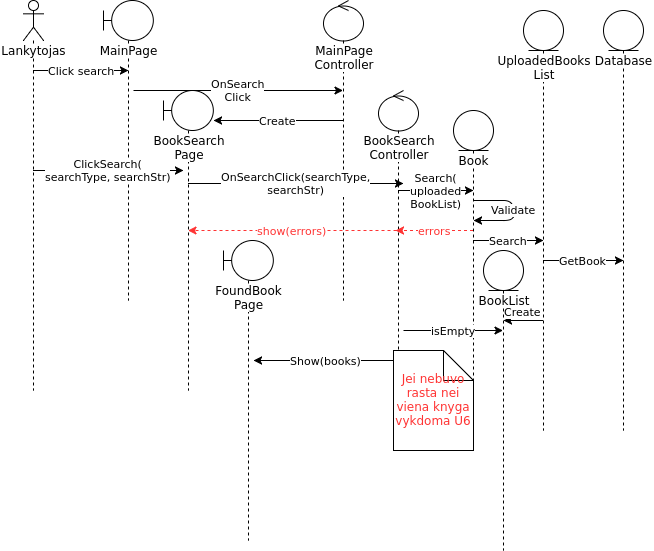 Lankytojas
MainPage
MainPage
Controller
UploadedBooks
List
Database
Click search
OnSearch
Click
Create
BookSearch
Page
BookSearch
Controller
Book
ClickSearch(
searchType, searchStr)
OnSearchClick(searchType,
searchStr)
Search(
uploaded
BookList)
Validate
show(errors)
errors
Search
GetBook
FoundBook
Page
BookList
Create
isEmpty
Show(books)
Jei nebuvo
rasta nei
viena knyga
vykdoma U6